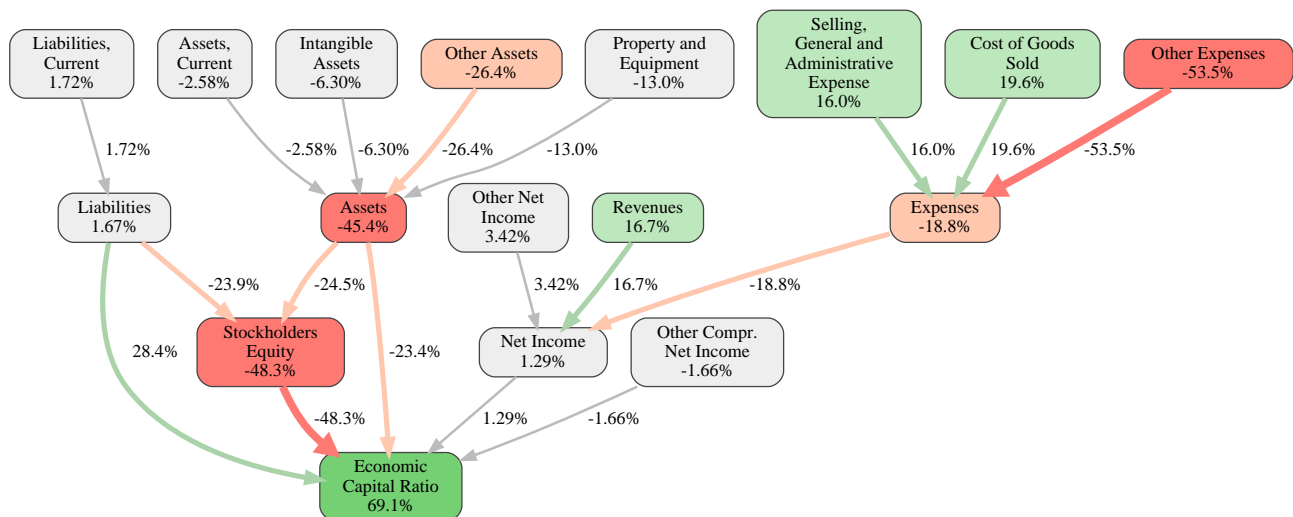 Liabilities,
Current
1.72%
Assets,
Current
-2.58%
Intangible
Assets
-6.30%
Other Assets
-26.4%
Property and
Equipment
-13.0%
Selling,
General and
Administrative
Expense
16.0%
Cost of Goods
Sold
19.6%
Other Expenses
-53.5%
1.72%
-2.58%
-6.30%
-26.4%
-13.0%
16.0%
19.6%
-53.5%
Liabilities
1.67%
Assets
-45.4%
Other Net
Income
3.42%
Revenues
16.7%
Expenses
-18.8%
-23.9%
-24.5%
3.42%
16.7%
-18.8%
28.4%
Stockholders
Equity
-48.3%
-23.4%
Net Income
1.29%
Other Compr.
Net Income
-1.66%
-48.3%
1.29%
-1.66%
Economic
Capital Ratio
69.1%